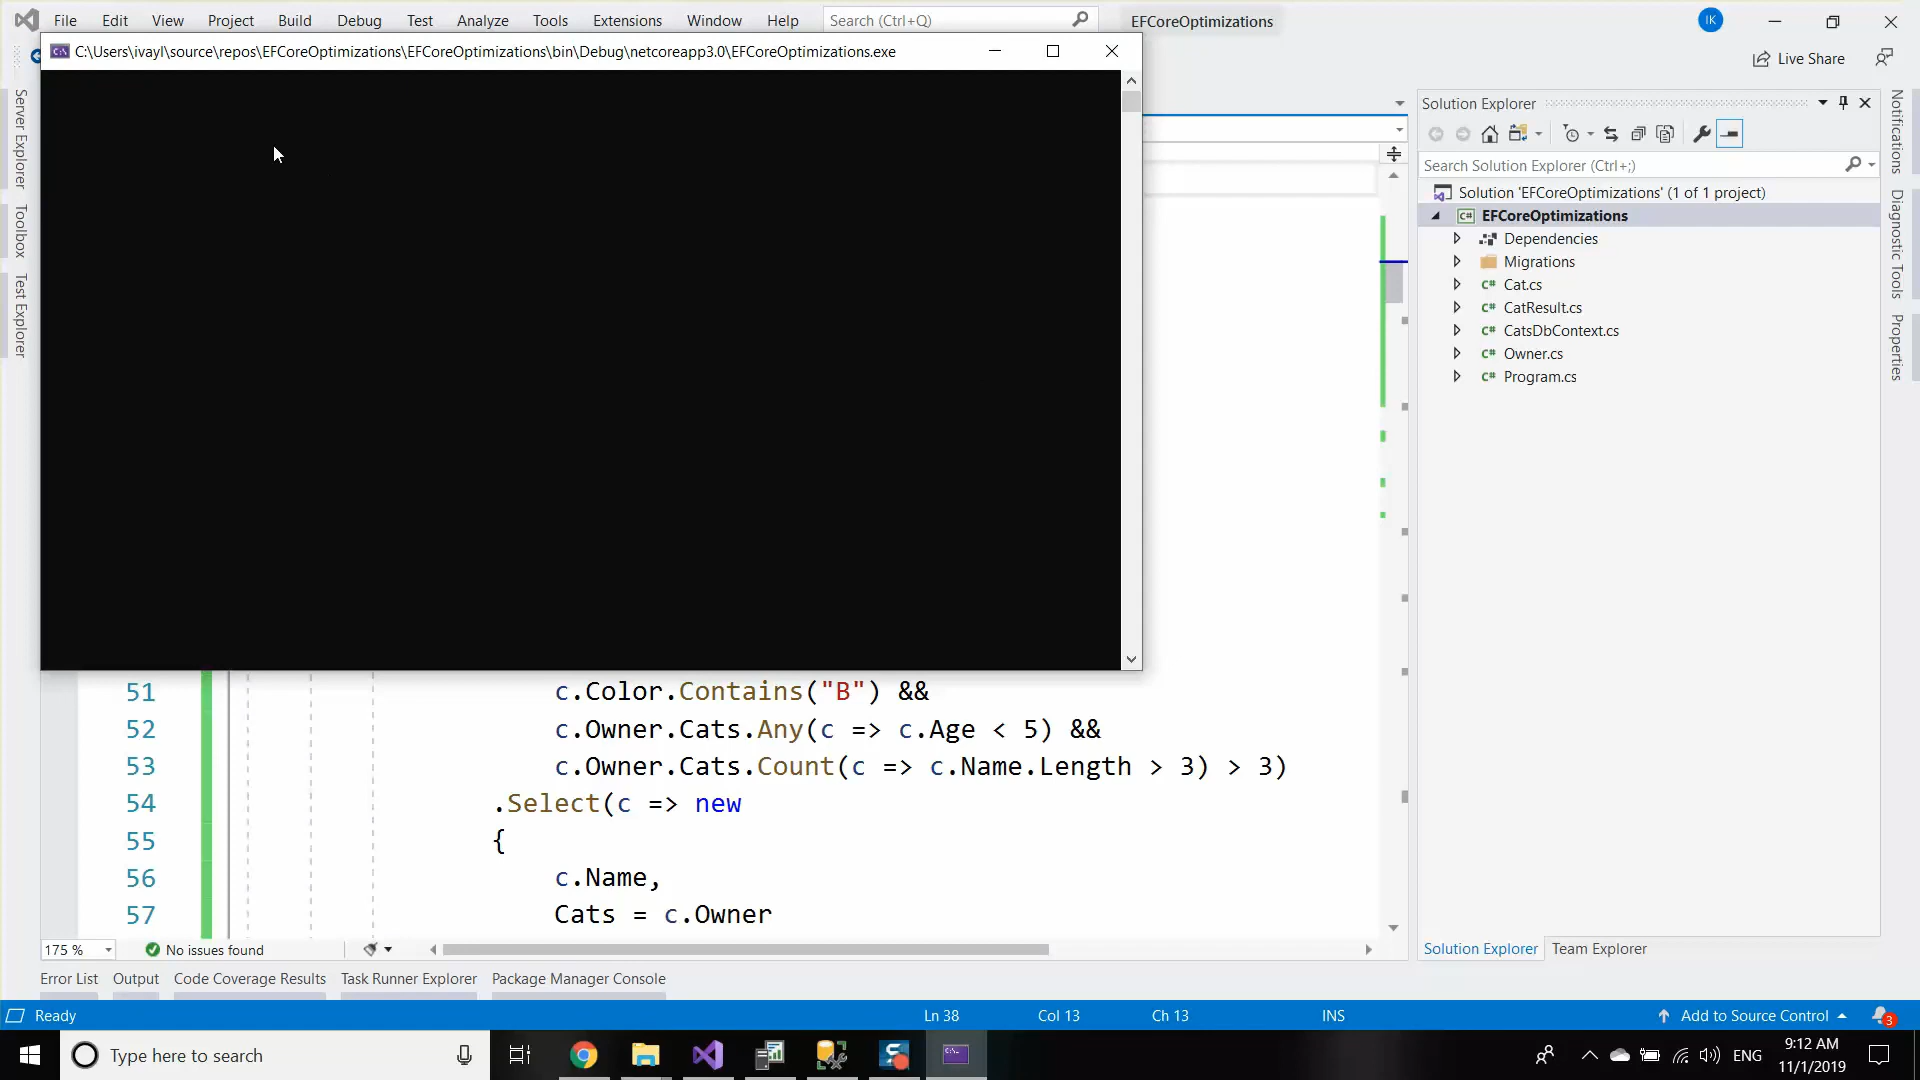 File Edit View Project Build Debug Test Analyze Tools Extensions Window Help Search (Ctrl+Q) EFCoreOptimizations IK
C:\Users\ivayl\source\repos\EFCoreOptimizations\EFCoreOptimizations\bin\Debug\netcoreapp3.0\EFCoreOptimizations.exe
Live Share
Server Explorer
Toolbox
Test Explorer
Solution Explorer
Search Solution Explorer (Ctrl+;)
Solution 'EFCoreOptimizations' (1 of 1 project)
C# EFCoreOptimizations
Dependencies
Migrations
C# Cat.cs
C# CatResult.cs
C# CatsDbContext.cs
C# Owner.cs
C# Program.cs
Notifications
Diagnostic Tools
Properties
51 c.Color.Contains("B") &&
52 c.Owner.Cats.Any(c => c.Age < 5) &&
53 c.Owner.Cats.Count(c => c.Name.Length > 3) > 3)
54 .Select(c => new
55 {
56 c.Name,
57 Cats = c.Owner
175 % No issues found
Solution Explorer Team Explorer
Error List Output Code Coverage Results Task Runner Explorer Package Manager Console
Ready Ln 38 Col 13 Ch 13 INS Add to Source Control 3
Type here to search
ENG
9:12 AM
11/1/2019